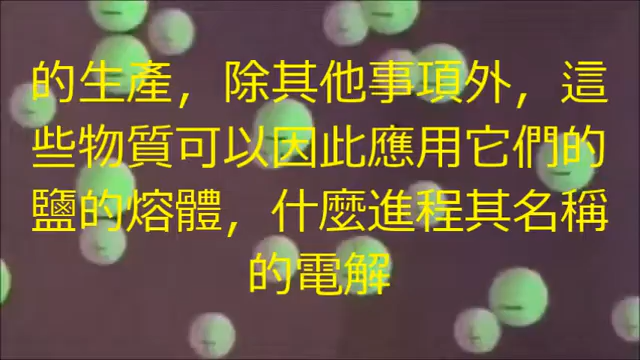 的生產，除其他事項外，這
些物質可以因此應用它們的
鹽的熔體，什麼進程其名稱
的電解